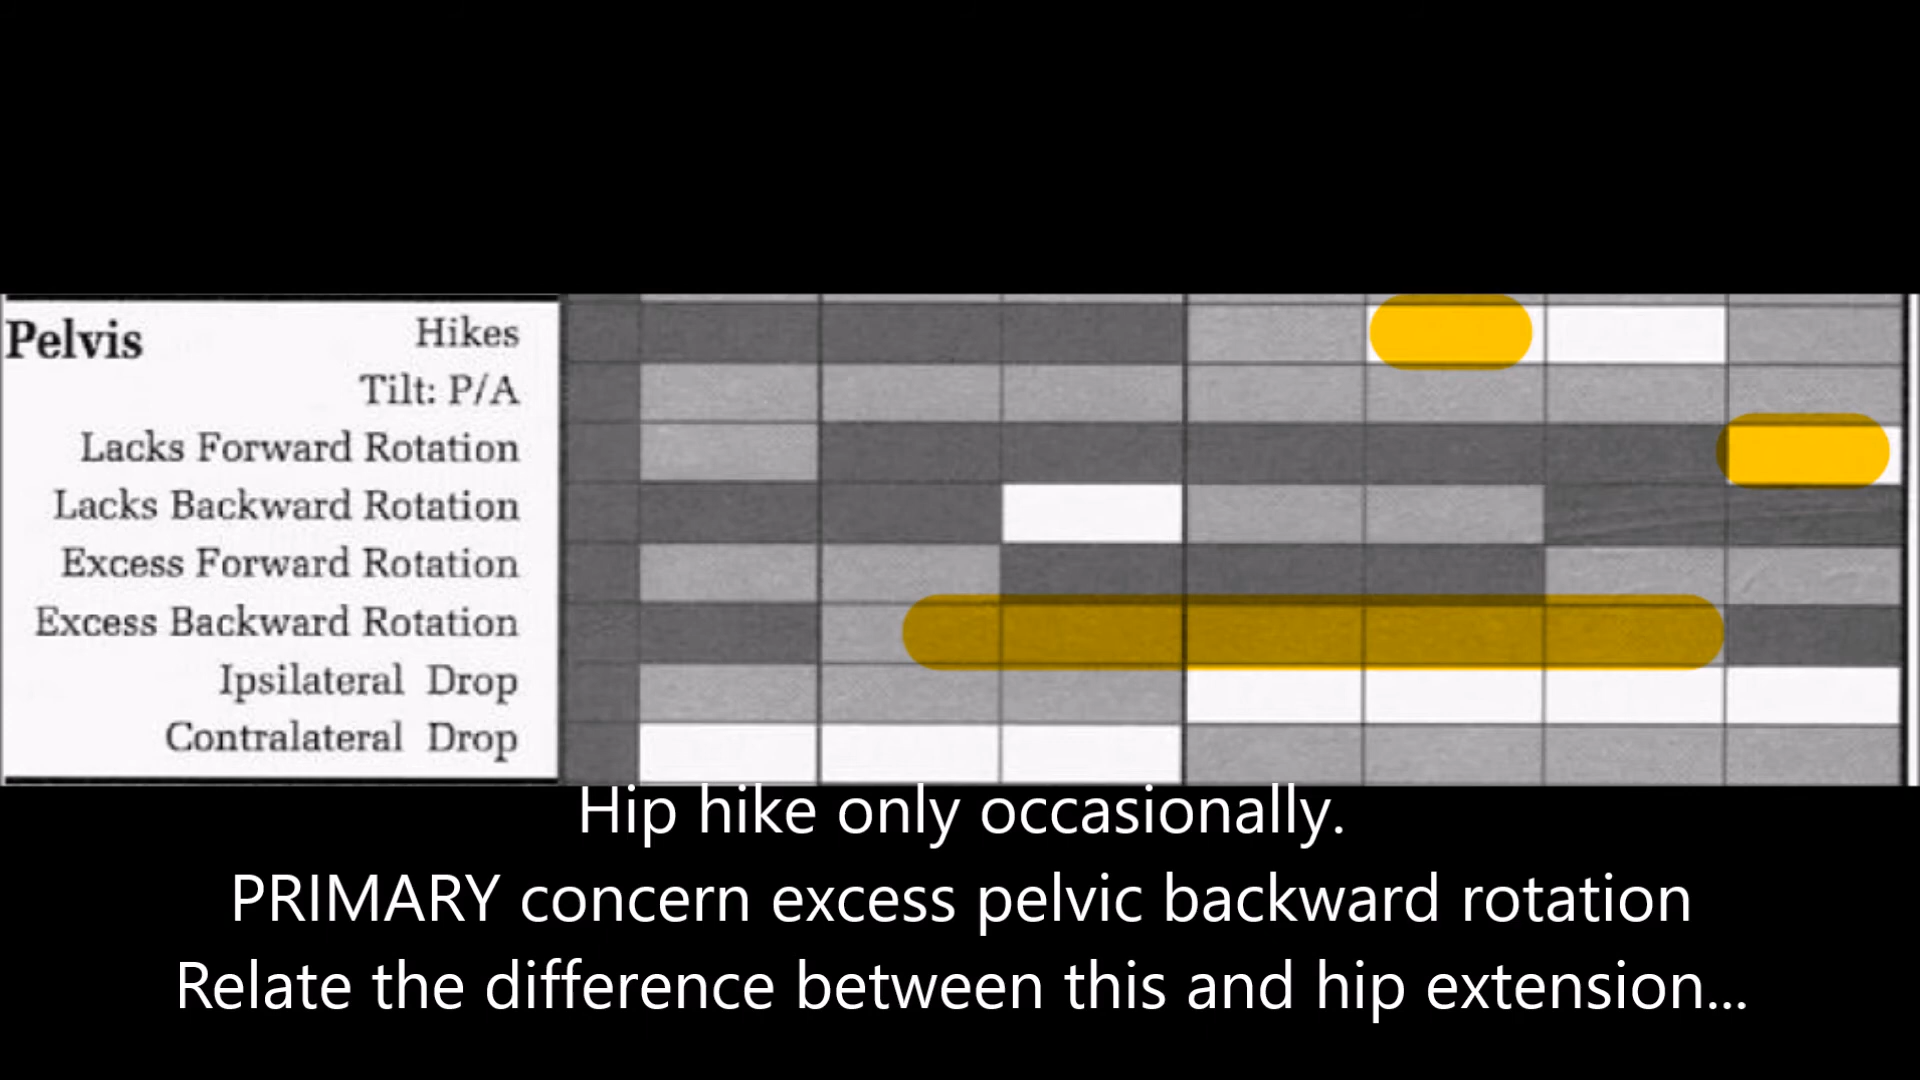 Pelvis Hikes
Tilt: P/A
Lacks Forward Rotation
Lacks Backward Rotation
Excess Forward Rotation
Excess Backward Rotation
Ipsilateral Drop
Contralateral Drop
Hip hike only occasionally.
PRIMARY concern excess pelvic backward rotation
Relate the difference between this and hip extension...